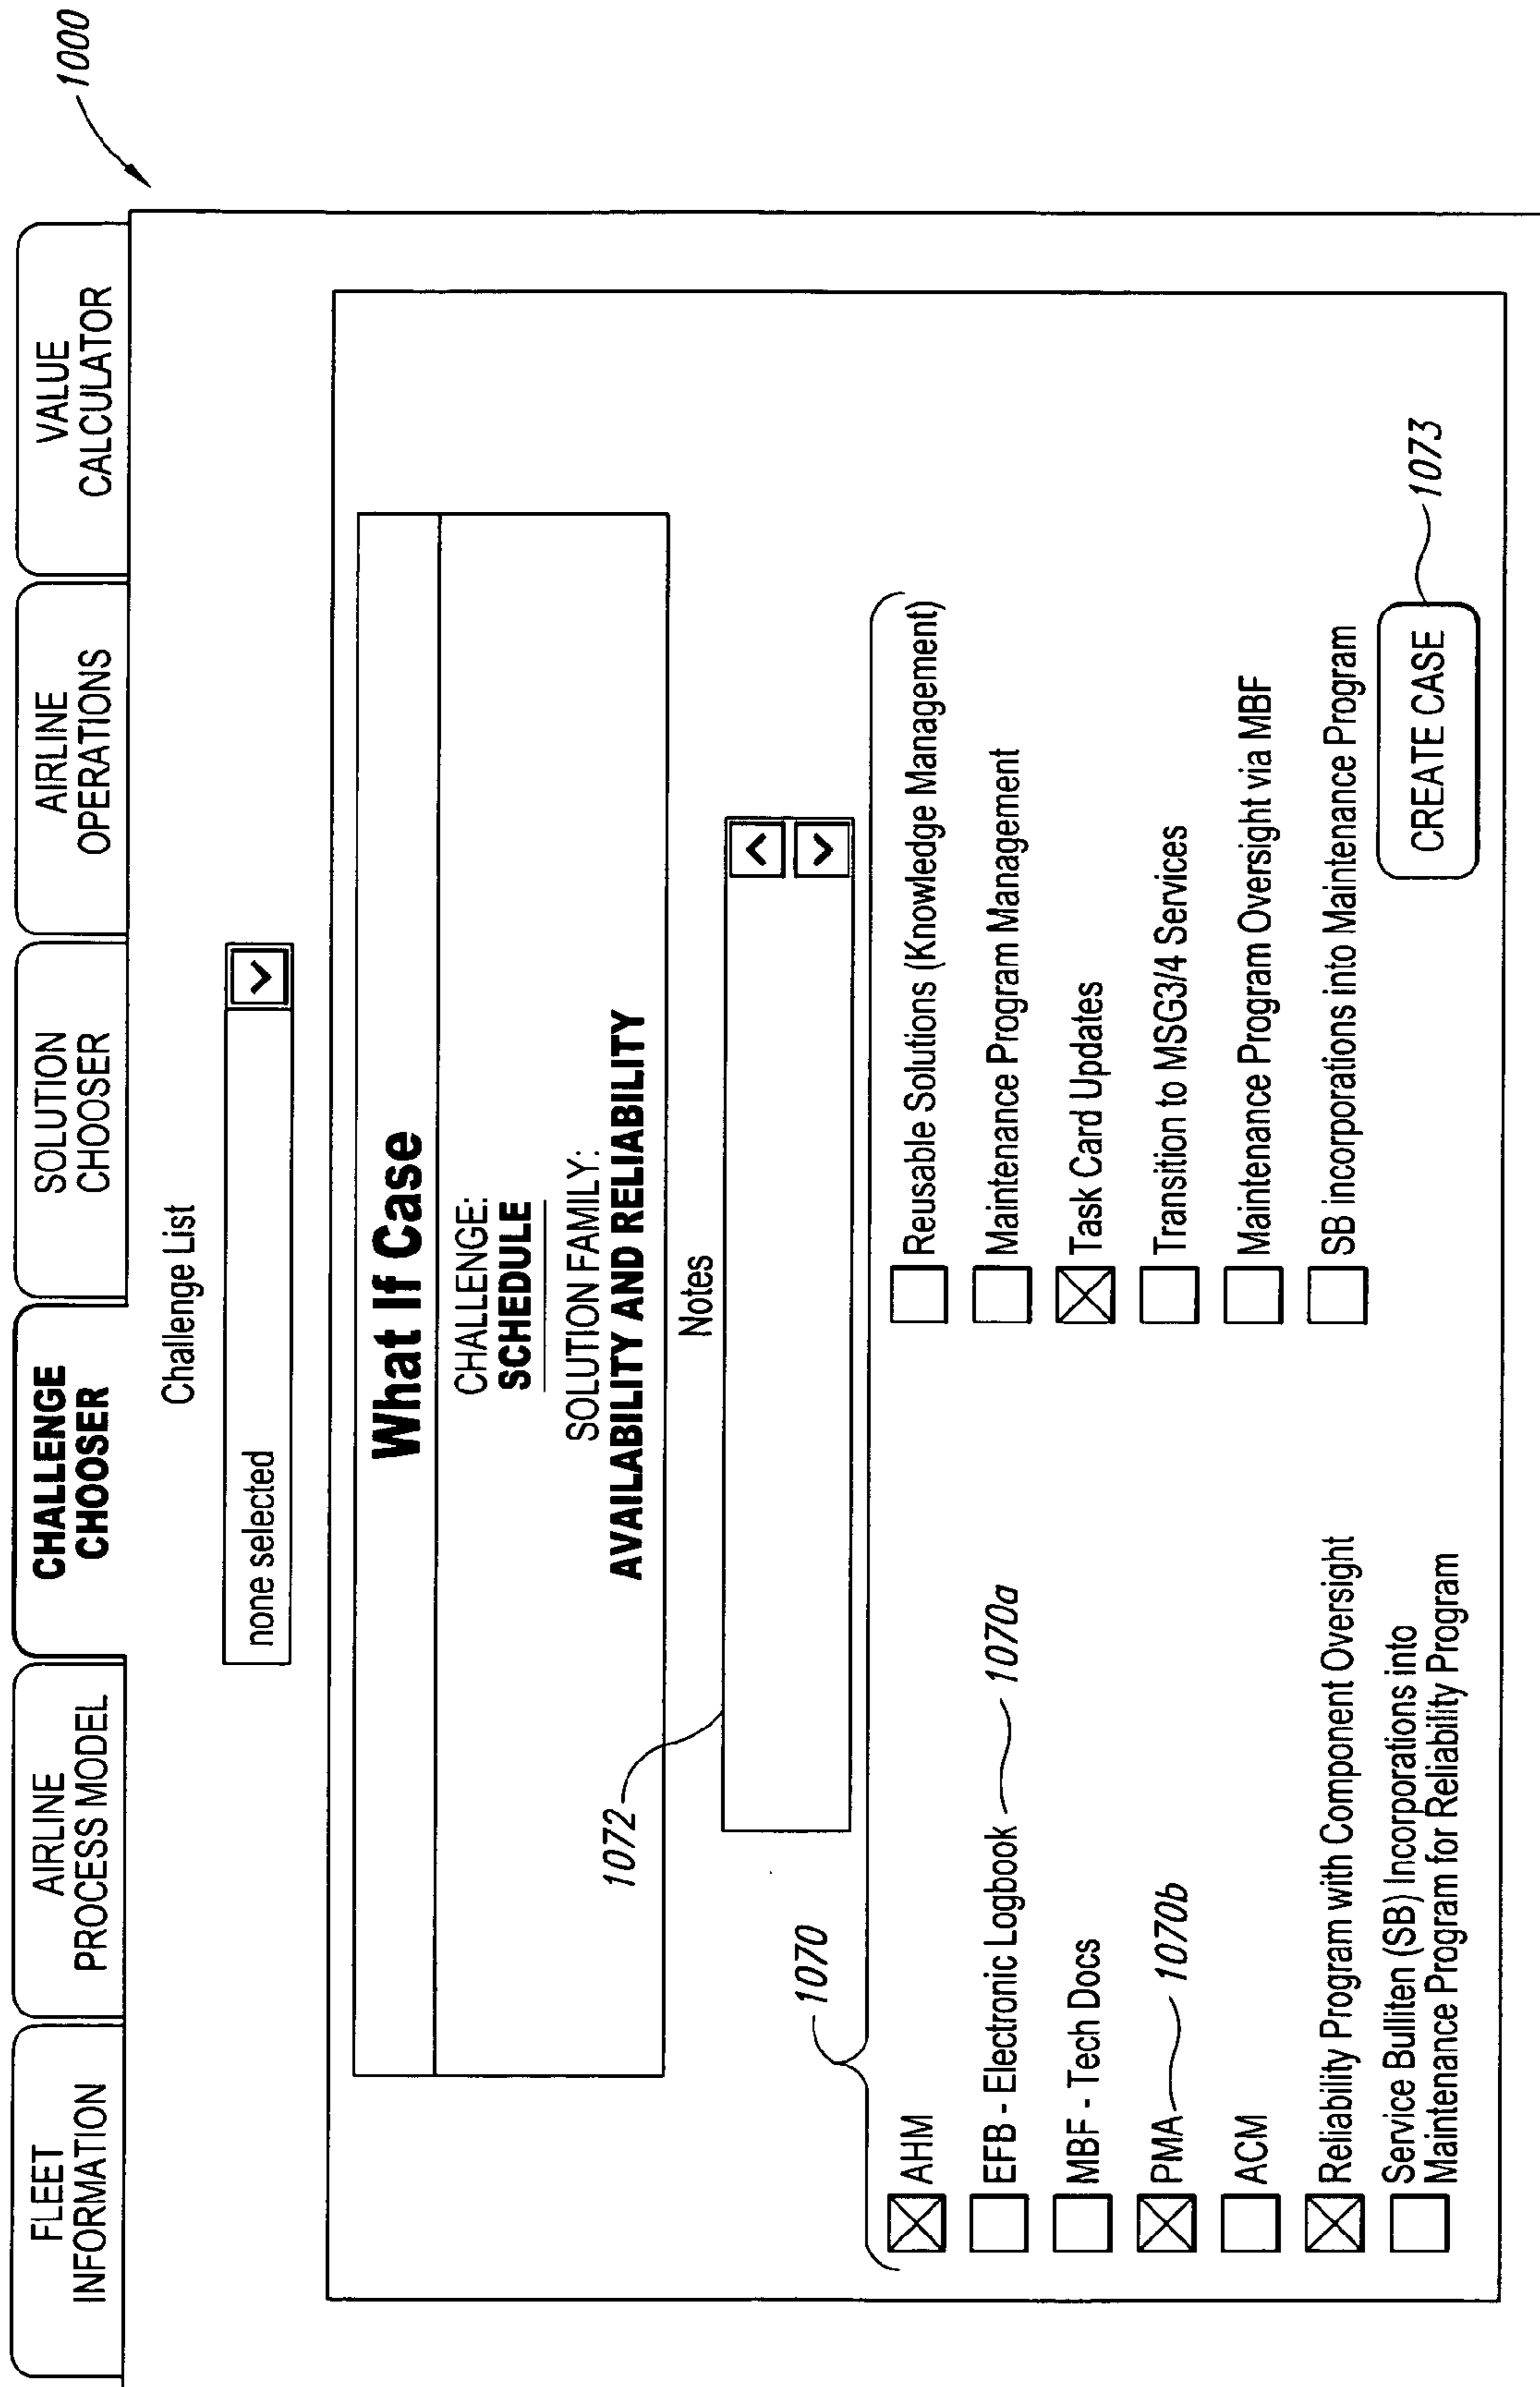 1000
FLEET
INFORMATION
AIRLINE
PROCESS MODEL
CHALLENGE
CHOOSER
SOLUTION
CHOOSER
AIRLINE
OPERATIONS
VALUE
CALCULATOR
Challenge List
none selected
What If Case
CHALLENGE:
SCHEDULE
SOLUTION FAMILY:
AVAILABILITY AND RELIABILITY
1072
Notes
1070
AHM
EFB - Electronic Logbook 1070a
MBF - Tech Docs
PMA 1070b
ACM
Reliability Program with Component Oversight
Service Bulliten (SB) Incorporations into
Maintenance Program for Reliability Program
Reusable Solutions (Knowledge Management)
Maintenance Program Management
Task Card Updates
Transition to MSG3/4 Services
Maintenance Program Oversight via MBF
SB incorporations into Maintenance Program
CREATE CASE
1073